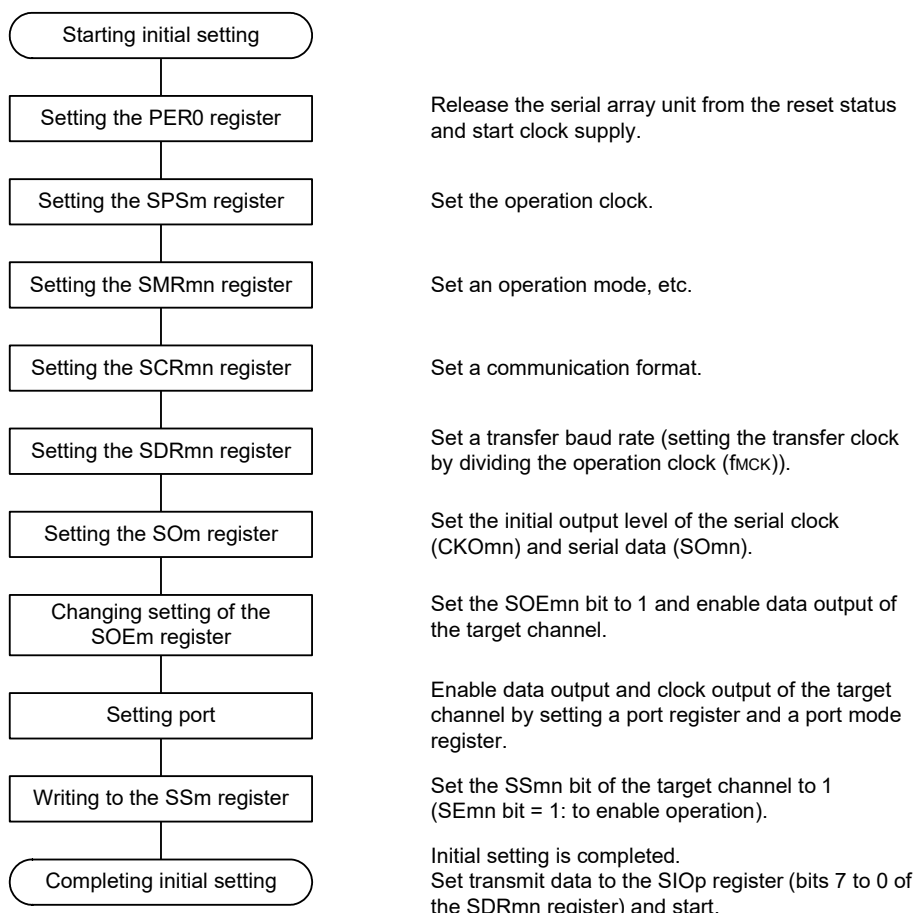 Starting initial setting
Setting the PER0 register
Release the serial array unit from the reset status
and start clock supply.
Setting the SPSm register
Set the operation clock.
Setting the SMRmn register
Set an operation mode, etc.
Setting the SCRmn register
Set a communication format.
Setting the SDRmn register
Set a transfer baud rate (setting the transfer clock
by dividing the operation clock (fMCK)).
Setting the SOm register
Set the initial output level of the serial clock
(CKOmn) and serial data (SOmn).
Changing setting of the
SOEm register
Set the SOEmn bit to 1 and enable data output of
the target channel.
Setting port
Enable data output and clock output of the target
channel by setting a port register and a port mode
register.
Writing to the SSm register
Set the SSmn bit of the target channel to 1
(SEmn bit = 1: to enable operation).
Completing initial setting
Initial setting is completed.
Set transmit data to the SIOp register (bits 7 to 0 of
the SDRmn register) and start.